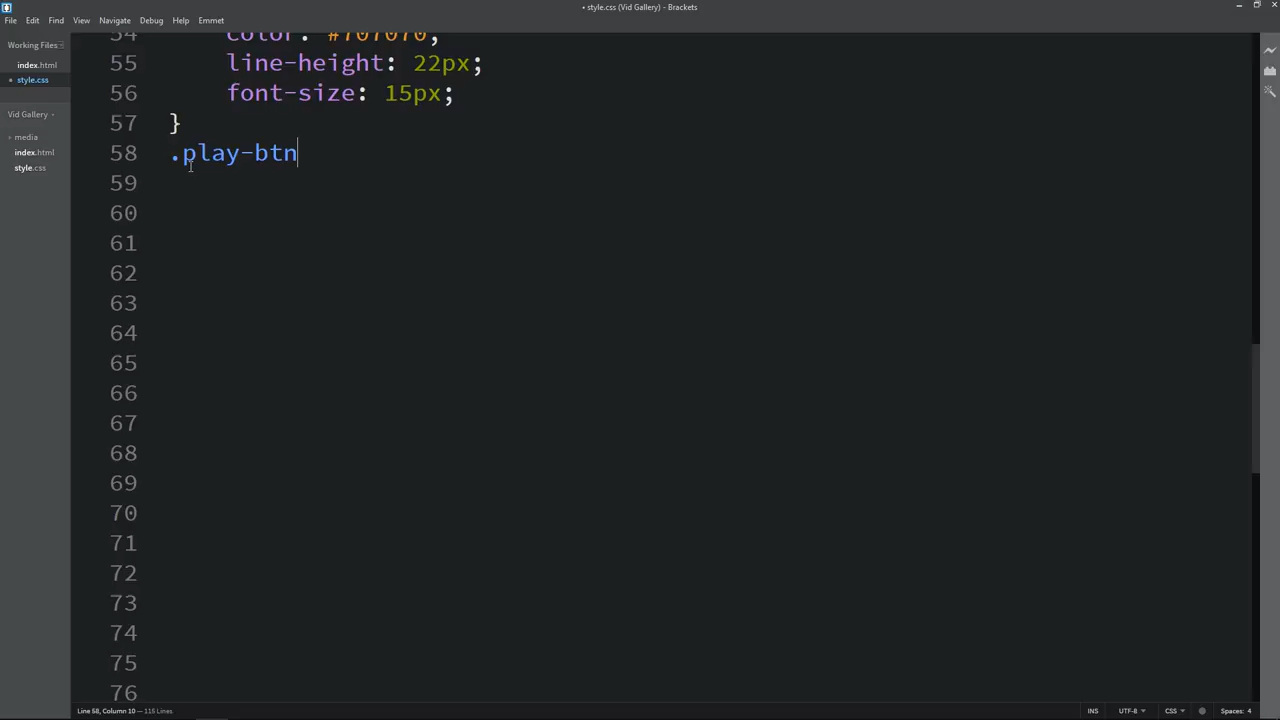 • style.css (Vid Gallery) - Brackets
File Edit Find View Navigate Debug Help Emmet
Working Files
index.html
• style.css
Vid Gallery
media
index.html
style.css
54 color: #707070;
55 line-height: 22px;
56 font-size: 15px;
57 }
58 .play-btn
59
60
61
62
63
64
65
66
67
68
69
70
71
72
73
74
75
76
Line 58, Column 10 — 115 Lines
INS UTF-8 CSS Spaces: 4